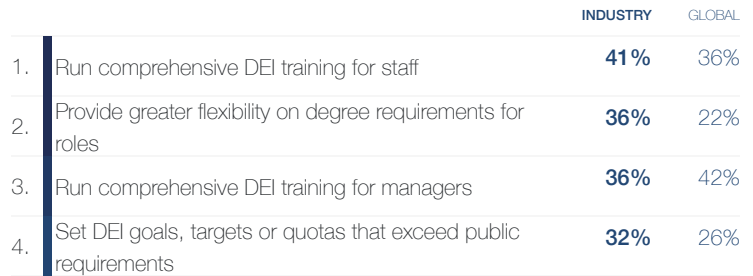 INDUSTRY GLOBAL
1. Run comprehensive DEI training for staff 41% 36%
Provide greater flexibility on degree requirements for
2. roles 36% 22%
3. Run comprehensive DEI training for managers 36% 42%
Set DEI goals, targets or quotas that exceed public
4. requirements 32% 26%